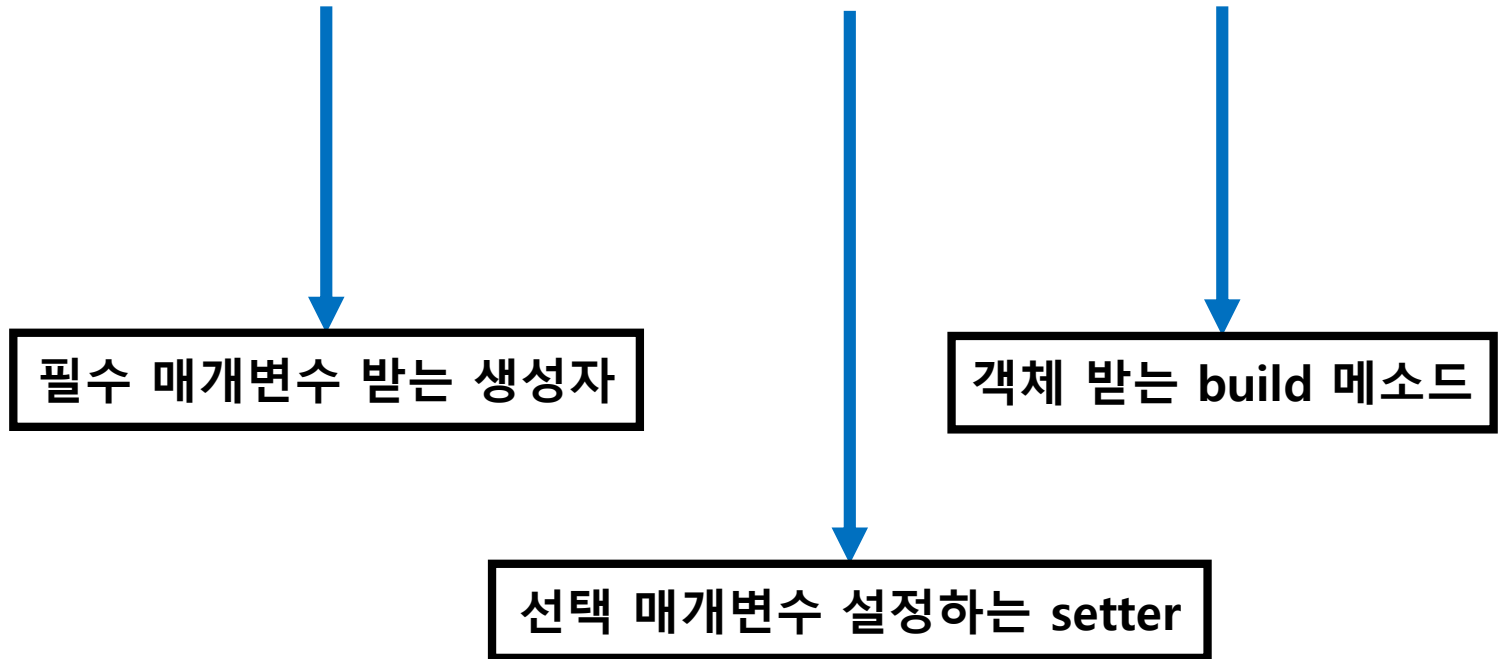 필수 매개변수 받는 생성자
객체 받는 build 메소드
선택 매개변수 설정하는 setter